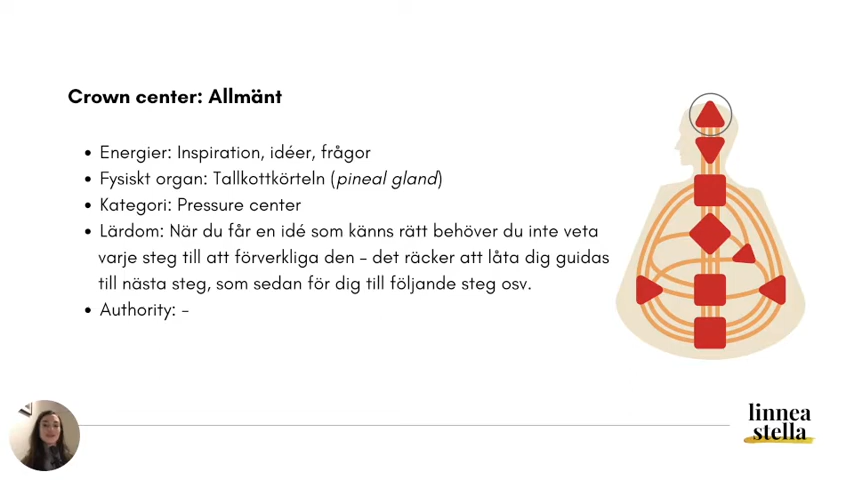 Crown center: Allmänt
• Energier: Inspiration, idéer, frågor
• Fysiskt organ: Tallkottkörteln (pineal gland)
• Kategori: Pressure center
• Lärdom: När du får en idé som känns rätt behöver du inte veta
varje steg till att förverkliga den – det räcker att låta dig guidas
till nästa steg, som sedan för dig till följande steg osv.
• Authority: –
linnea
stella